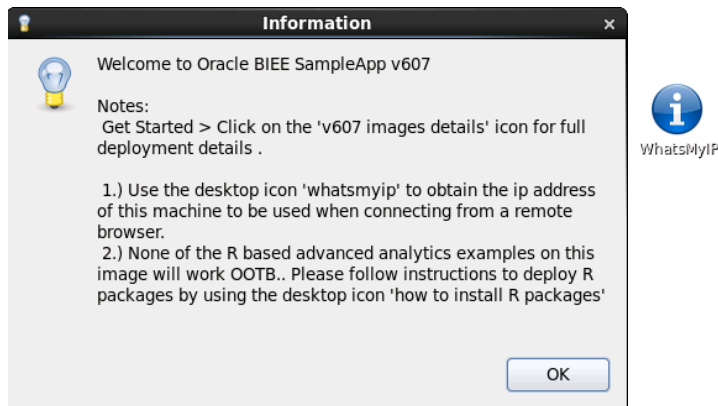 Information
Welcome to Oracle BIEE SampleApp v607
Notes:
Get Started > Click on the 'v607 images details' icon for full
deployment details .
1.) Use the desktop icon 'whatsmyip' to obtain the ip address
of this machine to be used when connecting from a remote
browser.
2.) None of the R based advanced analytics examples on this
image will work OOTB.. Please follow instructions to deploy R
packages by using the desktop icon 'how to install R packages'
OK
WhatsMyIP